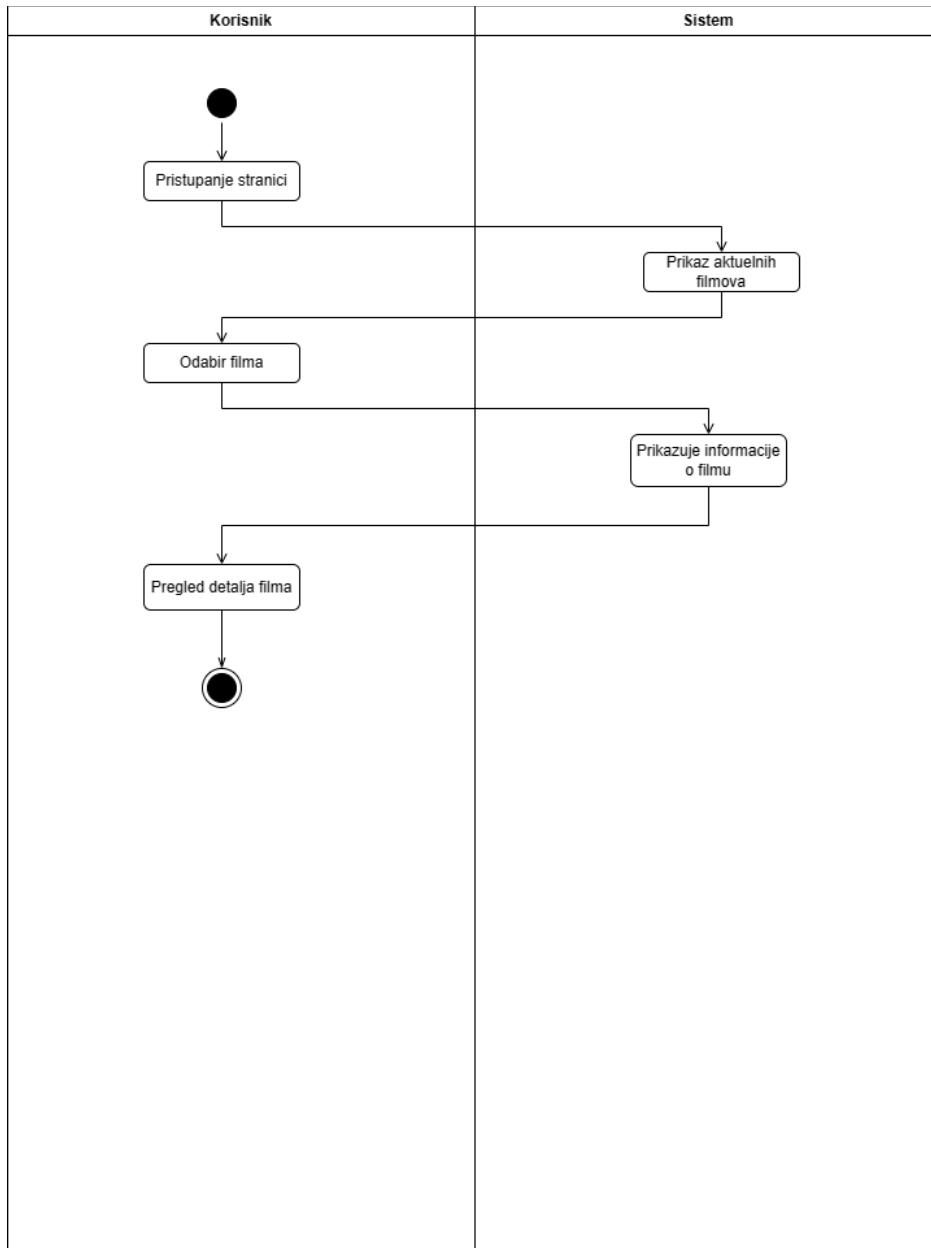 Korisnik
Sistem
Pristupanje stranici
Prikaz aktuelnih
filmova
Odabir filma
Prikazuje informacije
o filmu
Pregled detalja filma